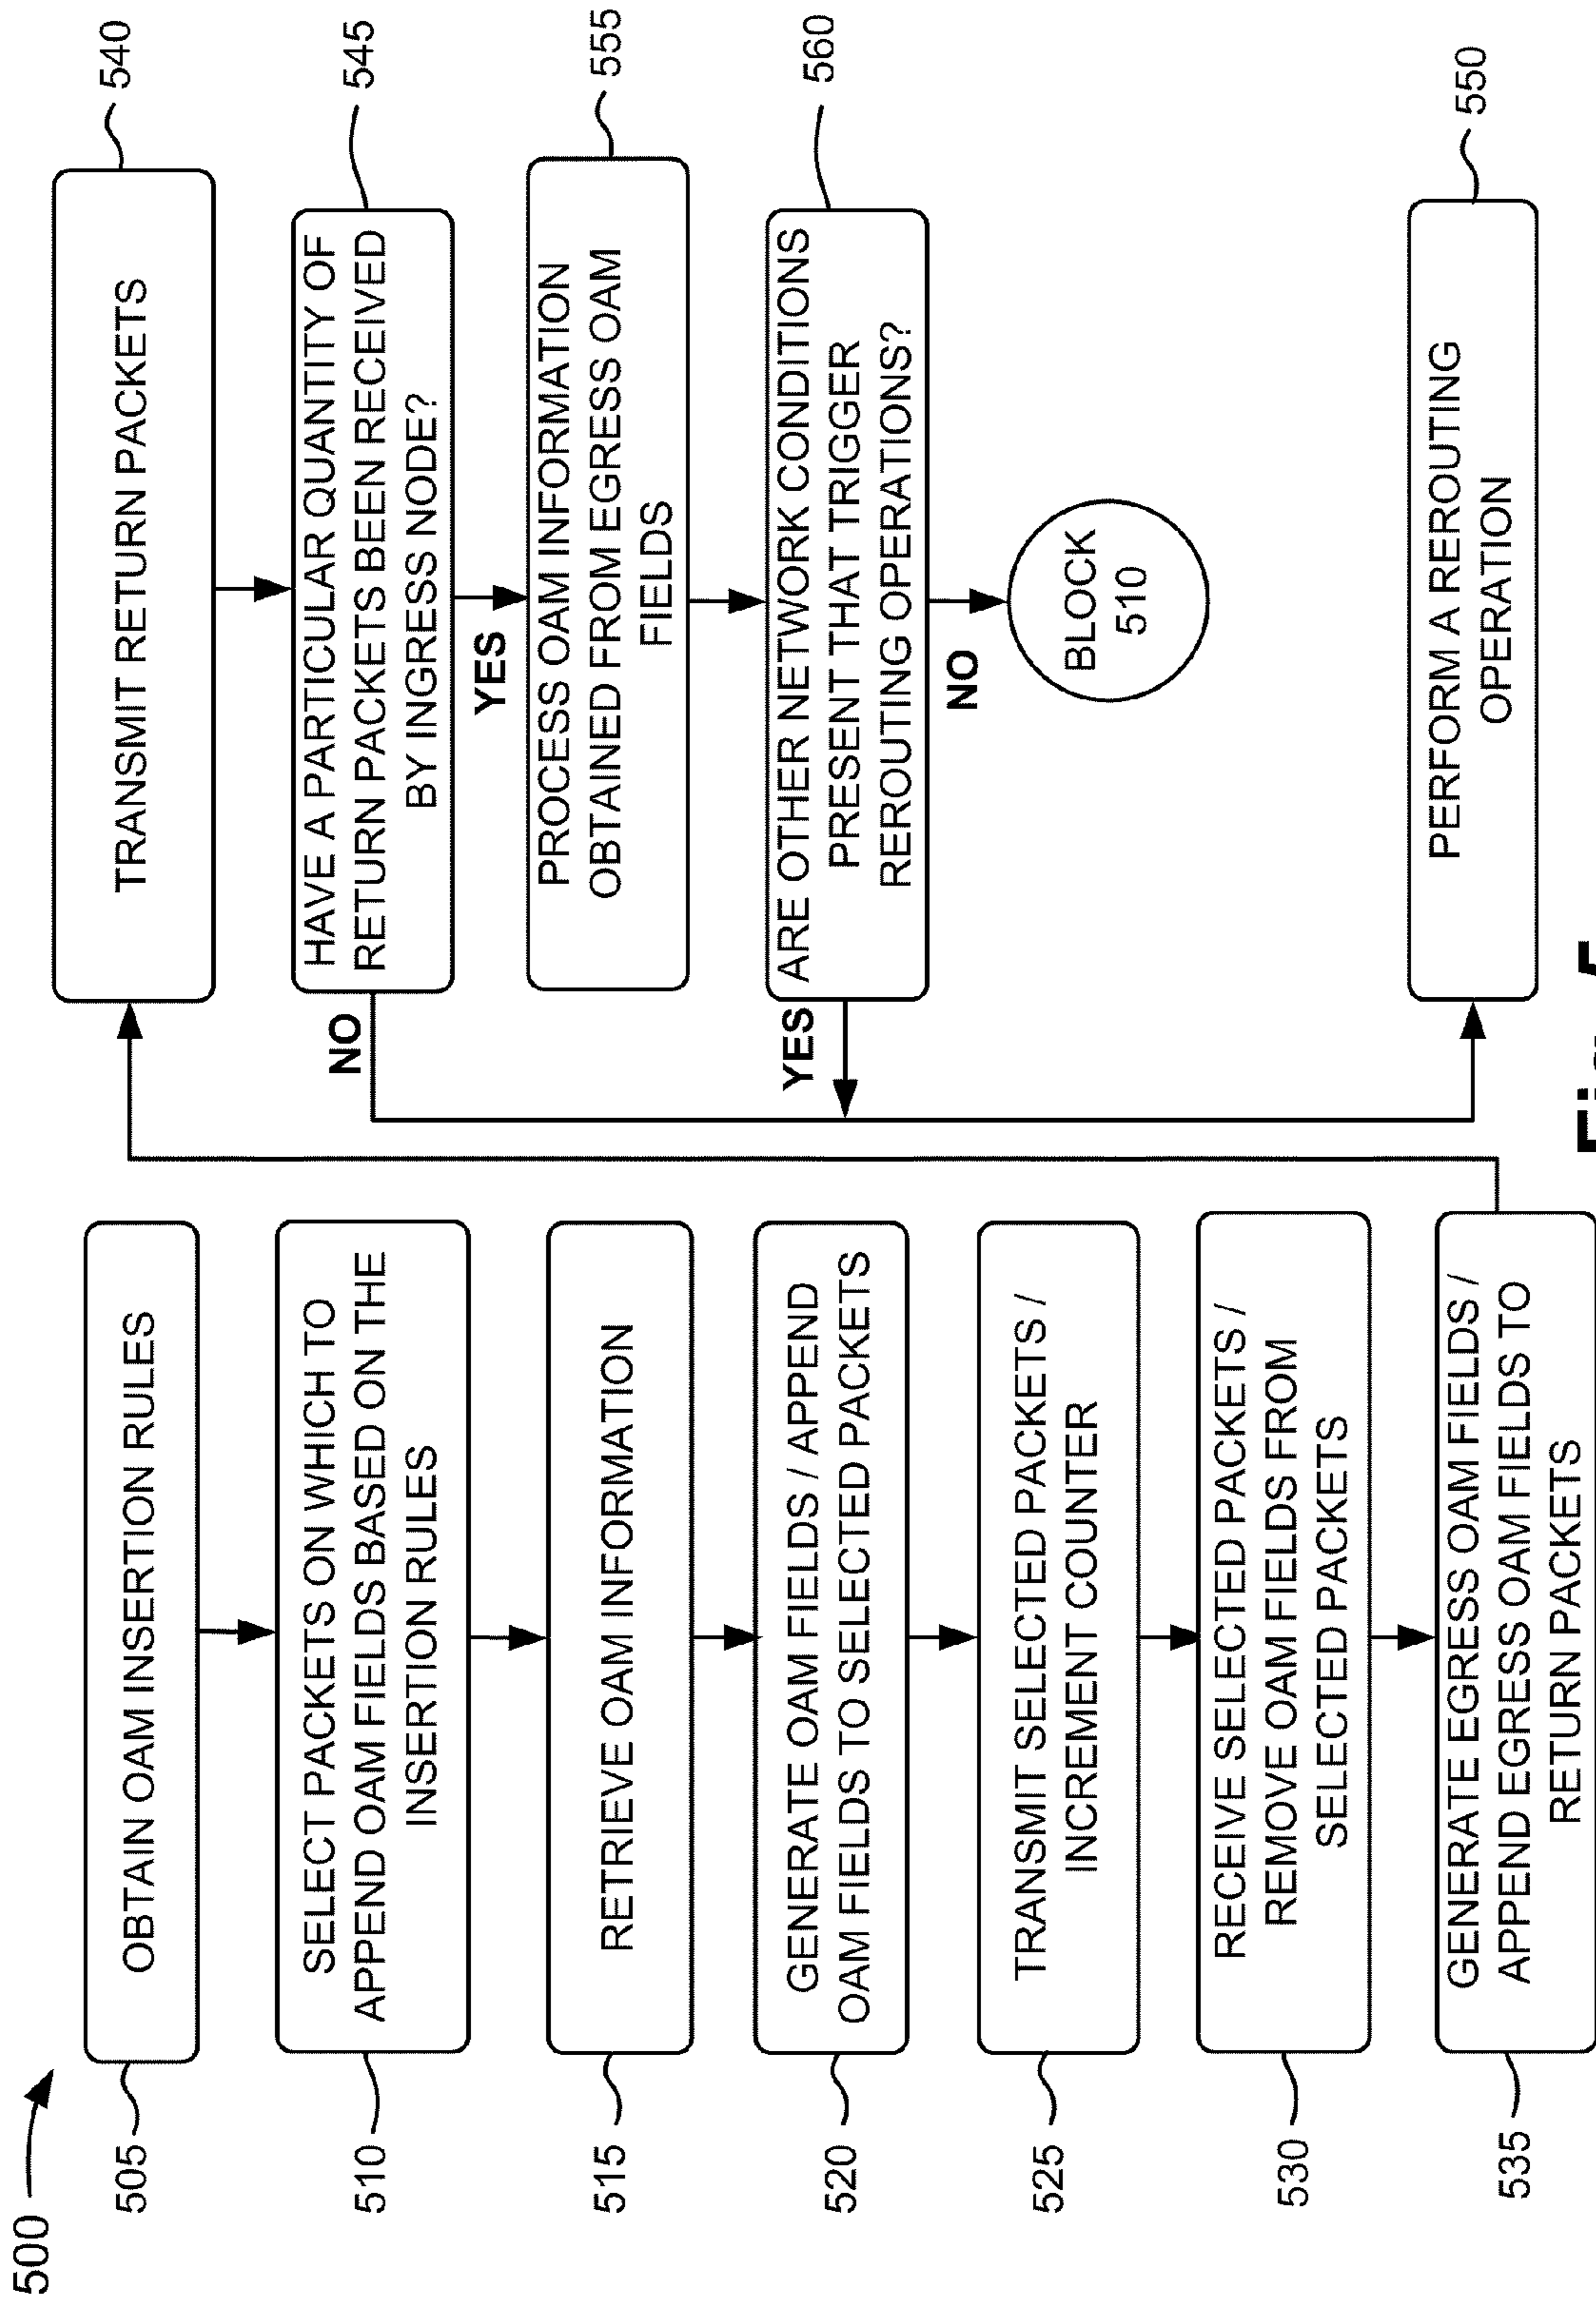 500
505
OBTAIN OAM INSERTION RULES
510
SELECT PACKETS ON WHICH TO
APPEND OAM FIELDS BASED ON THE
INSERTION RULES
515
RETRIEVE OAM INFORMATION
520
GENERATE OAM FIELDS / APPEND
OAM FIELDS TO SELECTED PACKETS
525
TRANSMIT SELECTED PACKETS /
INCREMENT COUNTER
530
RECEIVE SELECTED PACKETS /
REMOVE OAM FIELDS FROM
SELECTED PACKETS
535
GENERATE EGRESS OAM FIELDS /
APPEND EGRESS OAM FIELDS TO
RETURN PACKETS
540
TRANSMIT RETURN PACKETS
545
HAVE A PARTICULAR QUANTITY OF
RETURN PACKETS BEEN RECEIVED
BY INGRESS NODE?
NO
YES
555
PROCESS OAM INFORMATION
OBTAINED FROM EGRESS OAM
FIELDS
560
ARE OTHER NETWORK CONDITIONS
PRESENT THAT TRIGGER
REROUTING OPERATIONS?
YES
NO
BLOCK
510
550
PERFORM A REROUTING
OPERATION